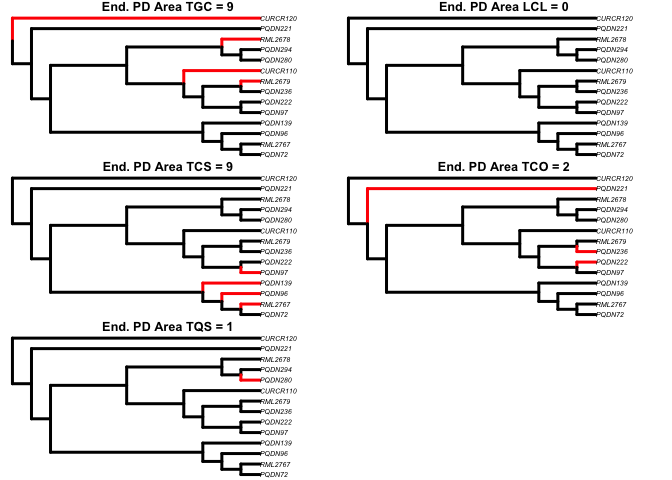 End. PD Area TGC = 9
CURCR120
PQDN221
RML2678
PQDN294
PQDN280
CURCR110
RML2679
PQDN236
PQDN222
PQDN97
PQDN139
PQDN96
RML2767
PQDN72
End. PD Area LCL = 0
CURCR120
PQDN221
RML2678
PQDN294
PQDN280
CURCR110
RML2679
PQDN236
PQDN222
PQDN97
PQDN139
PQDN96
RML2767
PQDN72
End. PD Area TCS = 9
CURCR120
PQDN221
RML2678
PQDN294
PQDN280
CURCR110
RML2679
PQDN236
PQDN222
PQDN97
PQDN139
PQDN96
RML2767
PQDN72
End. PD Area TCO = 2
CURCR120
PQDN221
RML2678
PQDN294
PQDN280
CURCR110
RML2679
PQDN236
PQDN222
PQDN97
PQDN139
PQDN96
RML2767
PQDN72
End. PD Area TQS = 1
CURCR120
PQDN221
RML2678
PQDN294
PQDN280
CURCR110
RML2679
PQDN236
PQDN222
PQDN97
PQDN139
PQDN96
RML2767
PQDN72